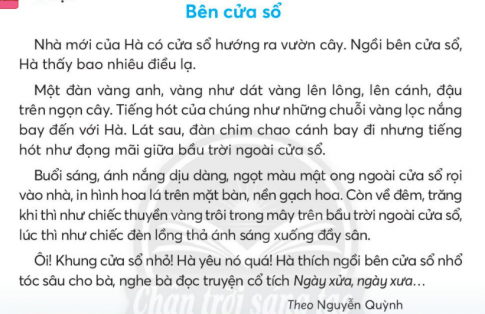 Bên cửa sổ
Nhà mới của Hà có cửa sổ hướng ra vườn cây. Ngồi bên cửa sổ,
Hà thấy bao nhiêu điều lạ.
Một đàn vàng anh, vàng như dát vàng lên lông, lên cánh, đậu
trên ngọn cây. Tiếng hót của chúng như những chuỗi vàng lọc nắng
bay đến với Hà. Lát sau, đàn chim chao cánh bay đi nhưng tiếng
hót như đọng mãi giữa bầu trời ngoài cửa sổ.
Buổi sáng, ánh nắng dịu dàng, ngọt màu mật ong ngoài cửa sổ rọi
vào nhà, in hình hoa lá trên mặt bàn, nền gạch hoa. Còn về đêm, trăng
khi thì như chiếc thuyền vàng trôi trong mây trên bầu trời ngoài cửa sổ,
lúc thì như chiếc đèn lồng thả ánh sáng xuống đầy sân.
Ôi! Khung cửa sổ nhỏ! Hà yêu nó quá! Hà thích ngồi bên cửa sổ nhổ
tóc sâu cho bà, nghe bà đọc truyện cổ tích Ngày xửa, ngày xưa...
Chân trời sáng tạo
Theo Nguyễn Quỳnh